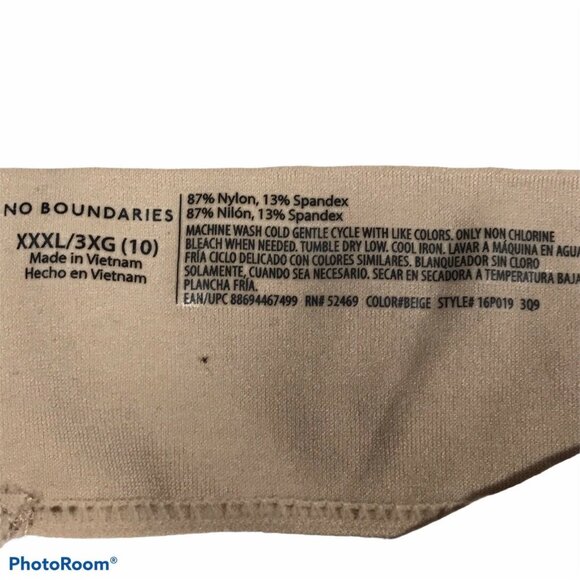 NO BOUNDARIES
XXXL/3XG (10)
Made in Vietnam
Hecho en Vietnam
87% Nylon, 13% Spandex
87% Nilón, 13% Spandex
MACHINE WASH COLD GENTLE CYCLE WITH LIKE COLORS. ONLY NON CHLORINE
BLEACH WHEN NEEDED. TUMBLE DRY LOW. COOL IRON. LAVAR A MÁQUINA EN AGUA
FRÍA CICLO DELICADO CON COLORES SIMILARES. BLANQUEADOR SIN CLORO
SOLAMENTE, CUANDO SEA NECESARIO. SECAR EN SECADORA A TEMPERATURA BAJA
PLANCHA FRÍA.
EAN/UPC 88694467499 RN# 52469 COLOR#BEIGE STYLE# 16P019 3Q9
PhotoRoom®